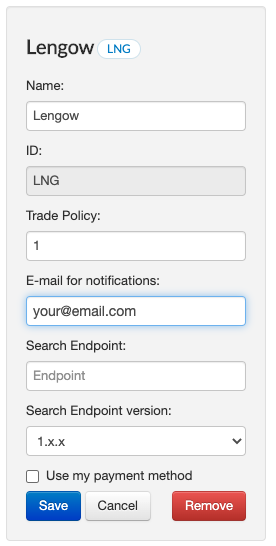 Lengow LNG
Name:
Lengow
ID:
LNG
Trade Policy:
1
E-mail for notifications:
your@email.com
Search Endpoint:
Endpoint
Search Endpoint version:
1.x.x
Use my payment method
Save Cancel Remove